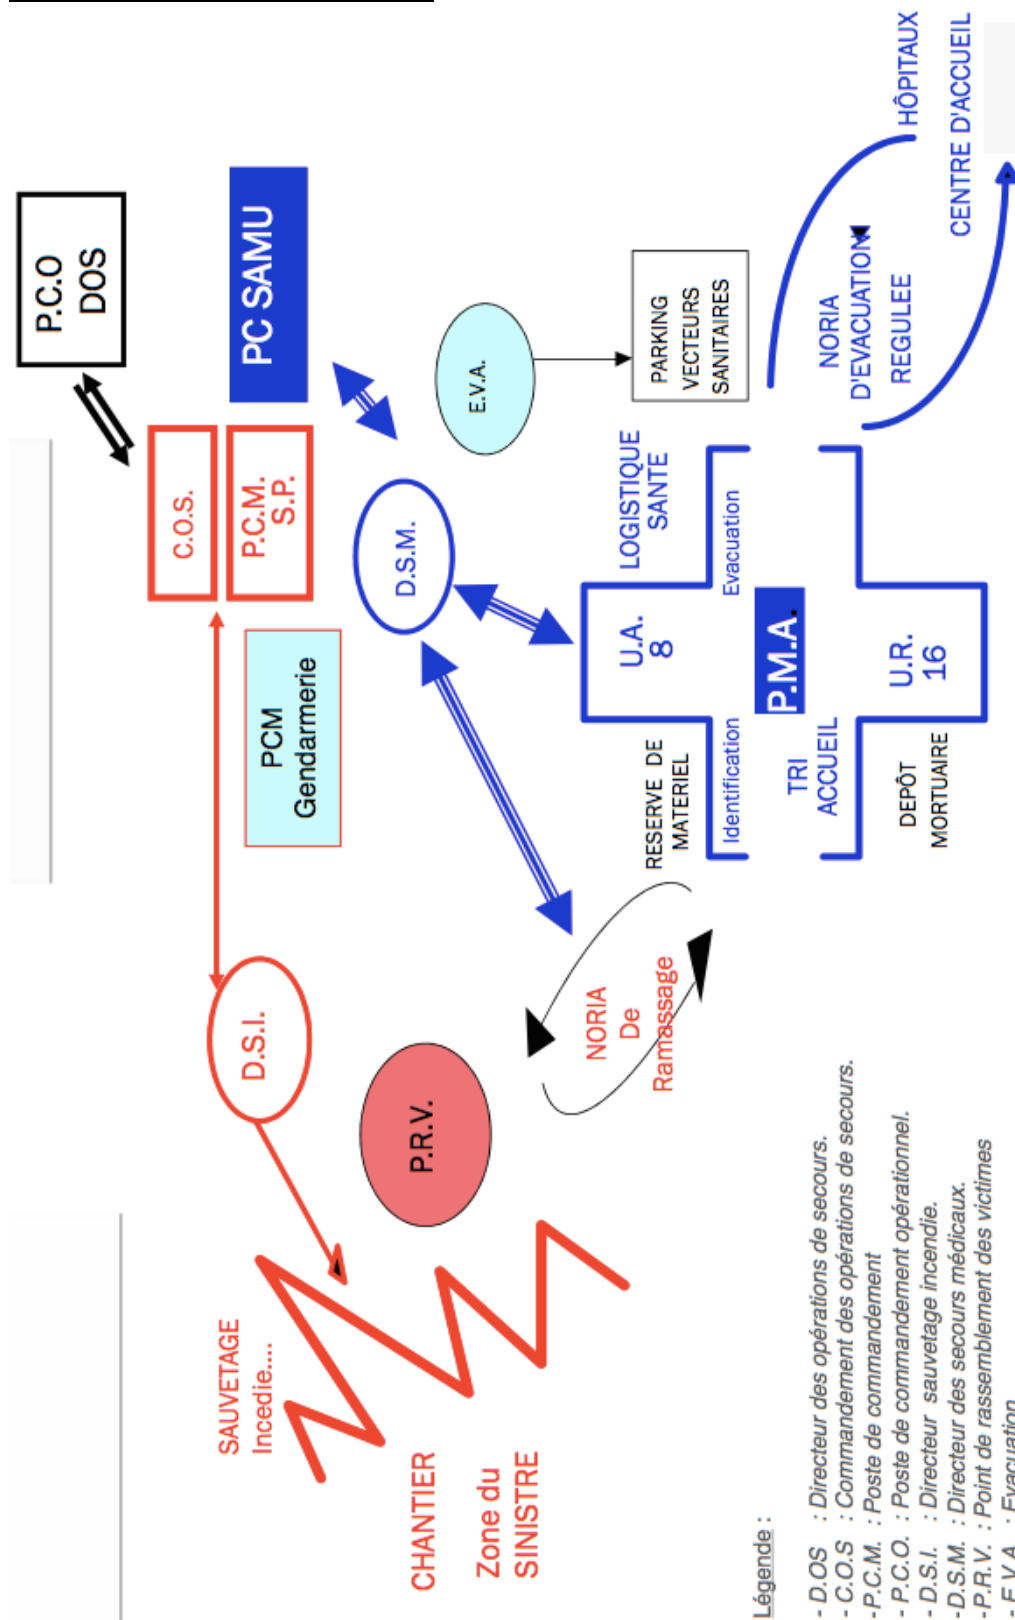 P.C.O
DOS
C.O.S.
P.C.M.
S.P.
PC SAMU
D.S.I.
PCM
Gendarmerie
D.S.M.
E.V.A.
SAUVETAGE
Incedie....
P.R.V.
CHANTIER
Zone du
SINISTRE
NORIA
De
Ramassage
RESERVE DE
MATERIEL
U.A.
8
LOGISTIQUE
SANTE
PARKING
VECTEURS
SANITAIRES
Identification
Evacuation
P.M.A.
TRI
ACCUEIL
NORIA
D'EVACUATION
REGULEE
HÔPITAUX
CENTRE D'ACCUEIL
DEPÔT
MORTUAIRE
U.R.
16
Légende :
- D.OS : Directeur des opérations de secours.
- C.O.S : Commandement des opérations de secours.
-P.C.M. : Poste de commandement
- P.C.O. : Poste de commandement opérationnel.
- D.S.I. : Directeur sauvetage incendie.
-D.S.M. : Directeur des secours médicaux.
-P.R.V. : Point de rassemblement des victimes
- E.V.A. : Evacuation